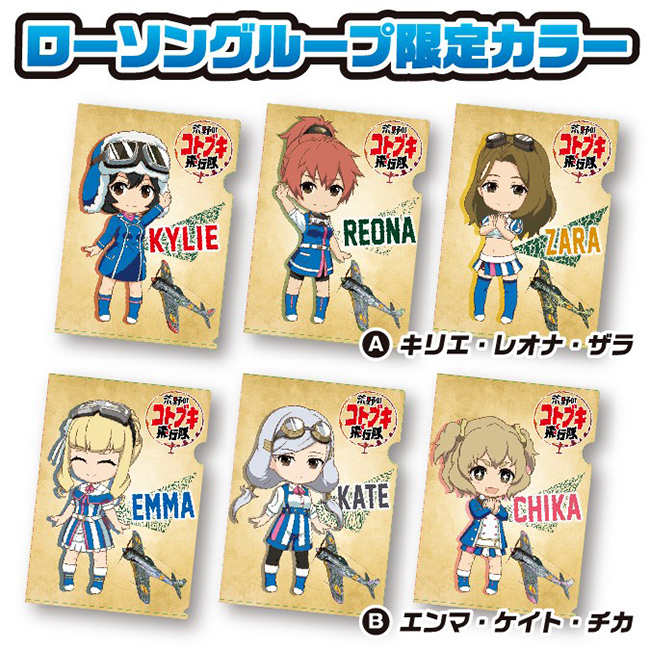 ローソングループ限定カラー
荒野の
コトブキ
飛行隊
KYLIE
荒野の
コトブキ
飛行隊
REONA
荒野の
コトブキ
飛行隊
ZARA
A キリエ・レオナ・ザラ
荒野の
コトブキ
飛行隊
EMMA
荒野の
コトブキ
飛行隊
KATE
荒野の
コトブキ
飛行隊
CHIKA
B エンマ・ケイト・チカ